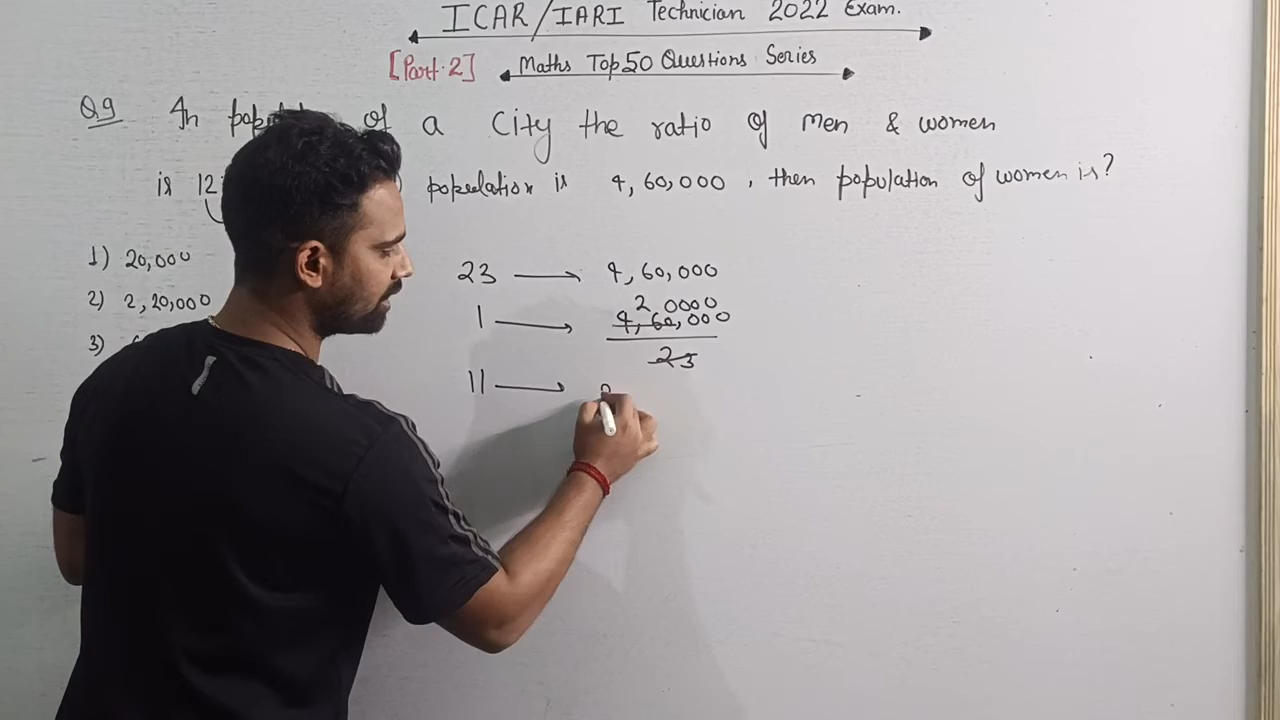 ICAR/IARI Technician 2022 Exam.
[Part-2] Maths Top 50 Questions Series
Q9 In of a City the ratio of Men & women
is 12 population is 4,60,000, then population of women is?
1) 20,000
2) 2,20,000
3)
23 → 4,60,000
2,0000
1 → 4,60,000
23
11 →